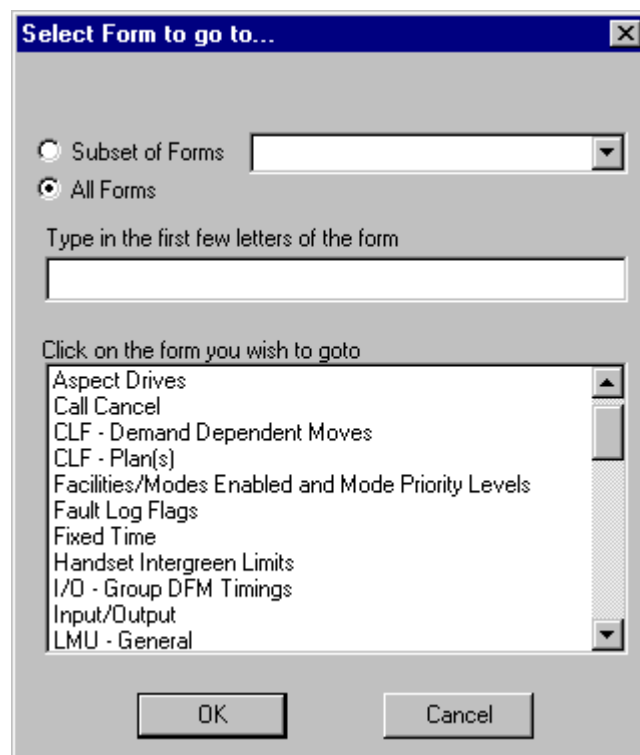 Select Form to go to...
Subset of Forms
All Forms
Type in the first few letters of the form
Click on the form you wish to goto
Aspect Drives
Call Cancel
CLF - Demand Dependent Moves
CLF - Plan(s)
Facilities/Modes Enabled and Mode Priority Levels
Fault Log Flags
Fixed Time
Handset Intergreen Limits
I/O - Group DFM Timings
Input/Output
LMU - General
OK Cancel